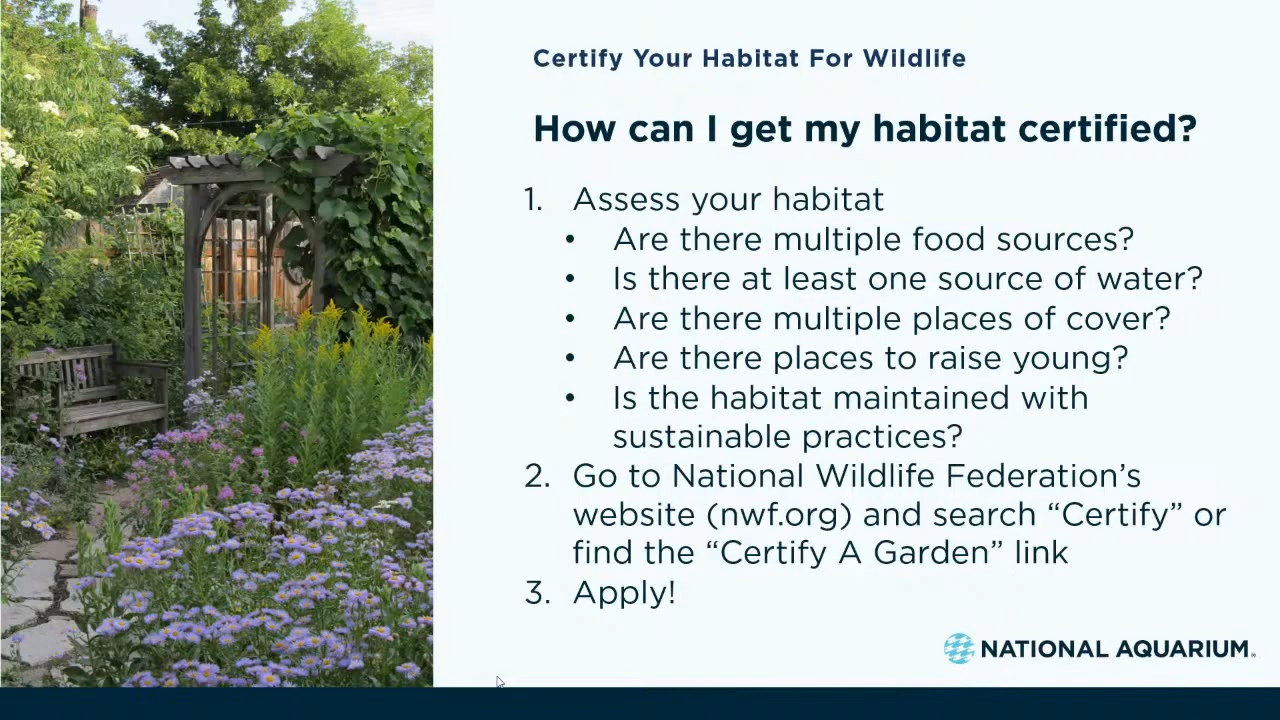 Certify Your Habitat For Wildlife
How can I get my habitat certified?
1. Assess your habitat
• Are there multiple food sources?
• Is there at least one source of water?
• Are there multiple places of cover?
• Are there places to raise young?
• Is the habitat maintained with
sustainable practices?
2. Go to National Wildlife Federation’s
website (nwf.org) and search “Certify” or
find the “Certify A Garden” link
3. Apply!
NATIONAL AQUARIUM